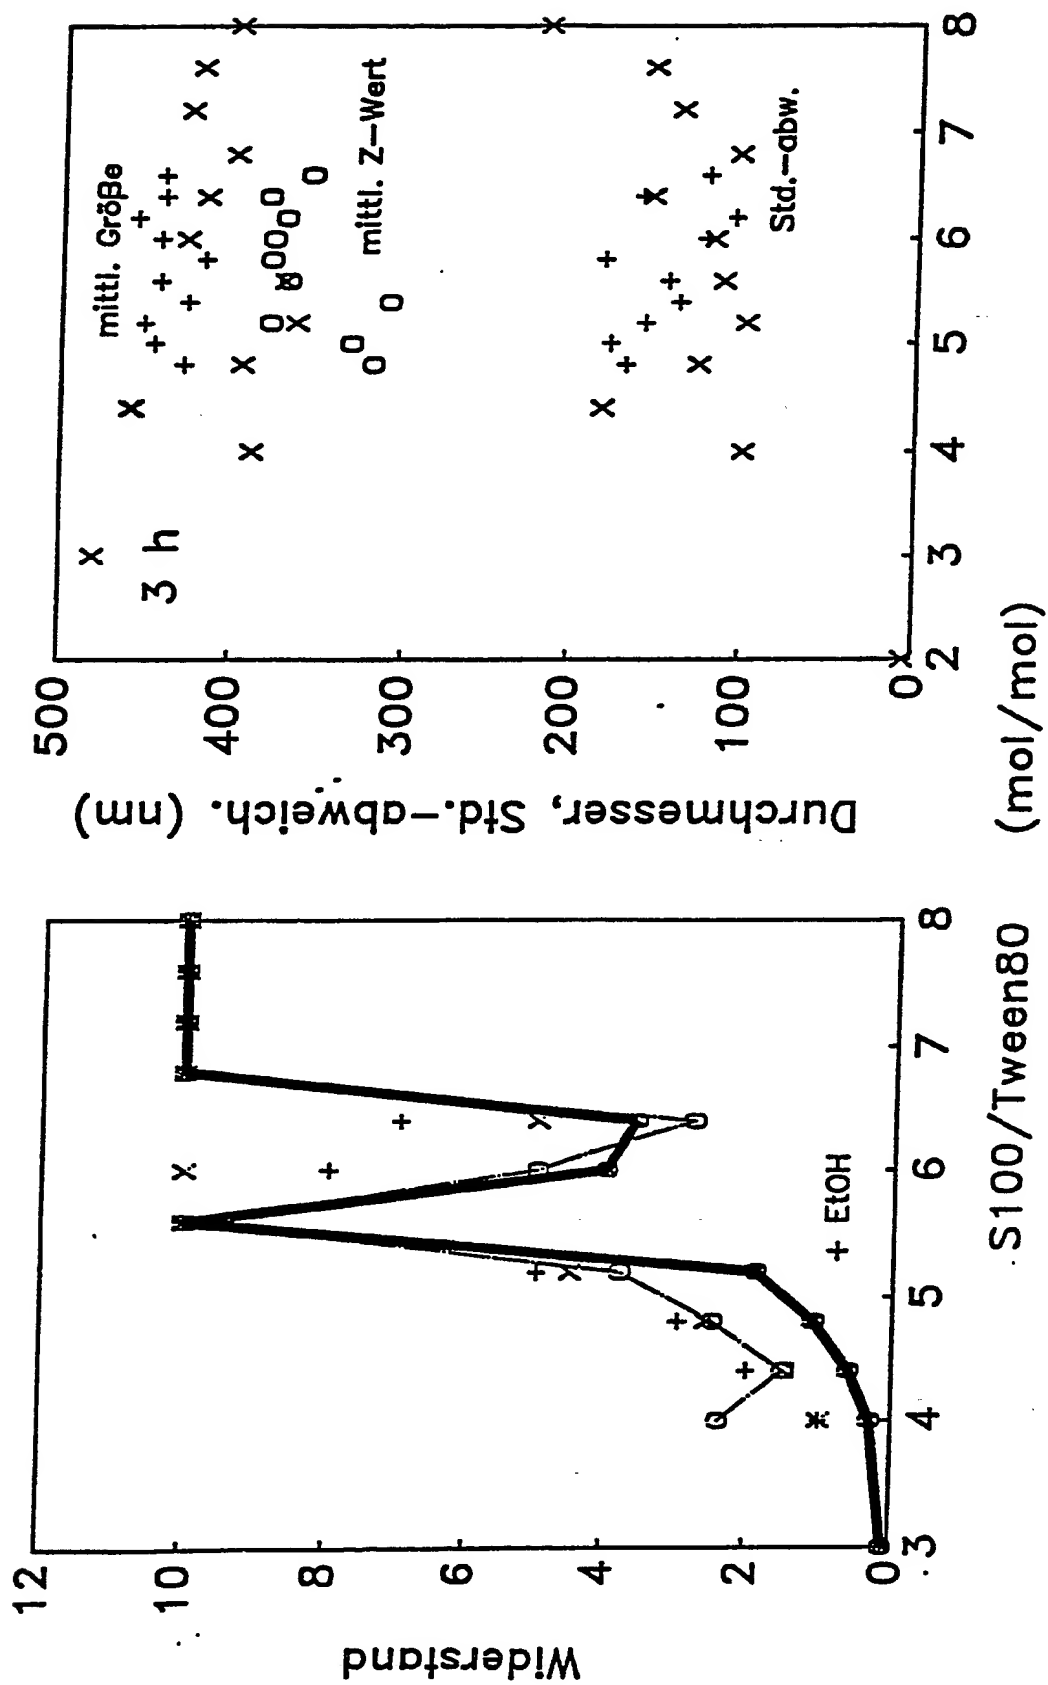 Widerstand
12
10
8
6
4
2
0
3
4
5
6
7
8
+ EtOH
S100/Tween80
(mol/mol)
Durchmesser, Std.-abweich. (nm)
500
400
300
200
100
0
2
3
4
5
6
7
8
3 h
mittl. Größe
mittl. Z-Wert
Std.-abw.